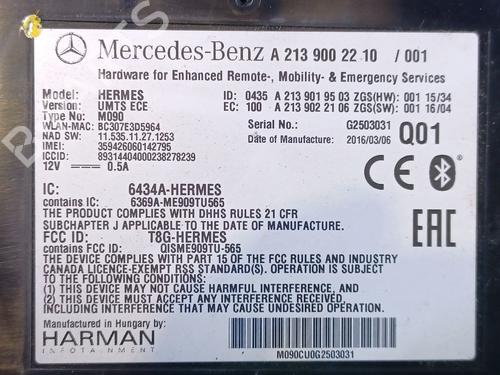 Mercedes-Benz A 213 900 22 10 / 001
Hardware for Enhanced Remote-, Mobility- & Emergency Services
Model: HERMES ID: 0435 A 213 901 95 03 ZGS(HW): 001 15/34
Version: UMTS ECE EC: 100 A 213 902 21 06 ZGS(SW): 001 16/04
Type No: M090
WLAN-MAC: BC307E3D5964 Serial No: G2503031
NAD SW: 11.535.11.27.1253 Date of Manufacture: 2016/03/06 Q01
IMEI: 359426060142795
ICCID: 89314404000238278239
12V 0.5A
IC: 6434A-HERMES
contains IC: 6369A-ME909TU565
THE PRODUCT COMPLIES WITH DHHS RULES 21 CFR
SUBCHAPTER J APPLICABLE TO THE DATE OF MANUFACTURE.
FCC ID: T8G-HERMES
contains FCC ID: QISME909TU-565
THE DEVICE COMPLIES WITH PART 15 OF THE FCC RULES AND INDUSTRY
CANADA LICENCE-EXEMPT RSS STANDARD(S). OPERATION IS SUBJECT
TO THE FOLLOWING TWO CONDITIONS:
(1) THIS DEVICE MAY NOT CAUSE HARMFUL INTERFERENCE, AND
(2) THIS DEVICE MUST ACCEPT ANY INTERFERENCE RECEIVED,
INCLUDING INTERFERENCE THAT MAY CAUSE UNDESIRED OPERATION.
Manufactured in Hungary by:
HARMAN
INFOTAINMENT
M090CU0G2503031
CE
EAC